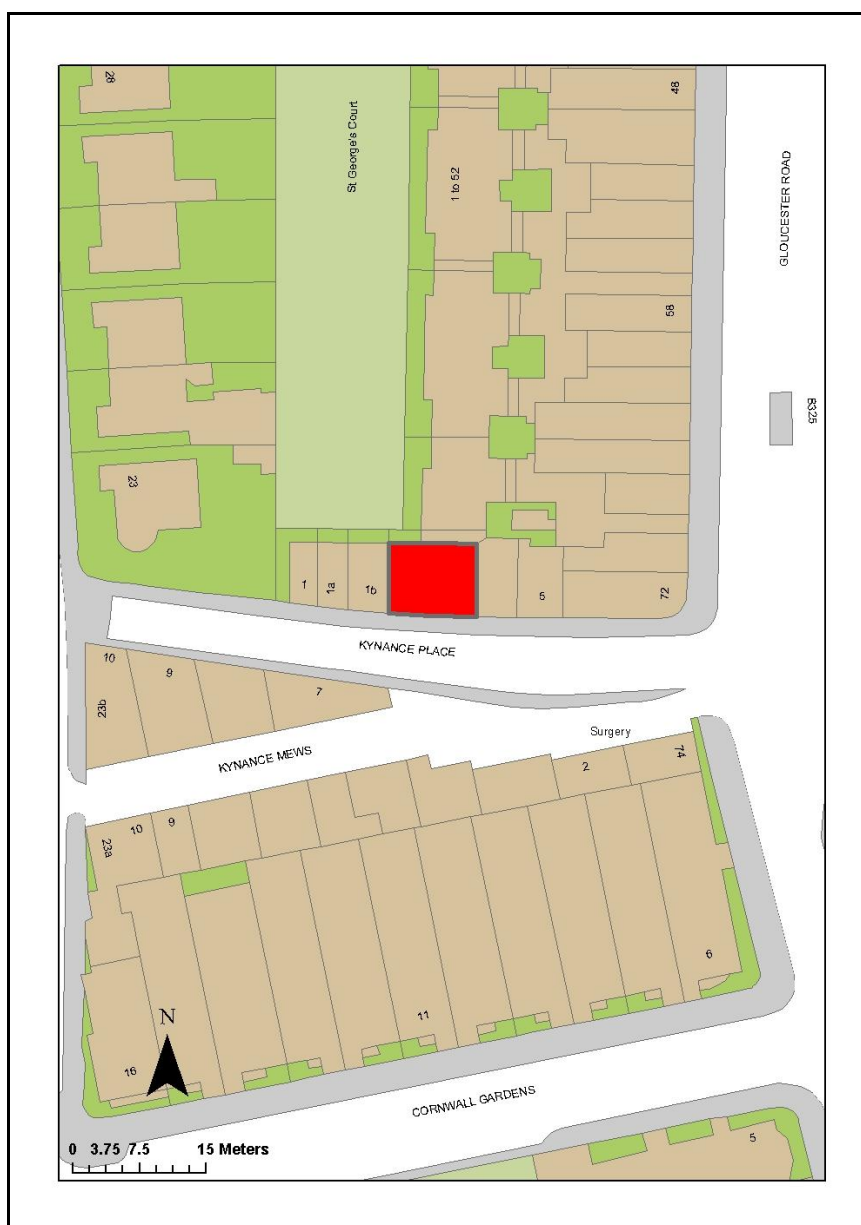 28
St George's Court
1 to 52
48
GLOUCESTER ROAD
58
B325
23
1
1a
1b
5
72
KYNANCE PLACE
10
9
7
23b
Surgery
KYNANCE MEWS
2
74
10
9
23a
6
11
N
16
CORNWALL GARDENS
0 3.75 7.5 15 Meters
5